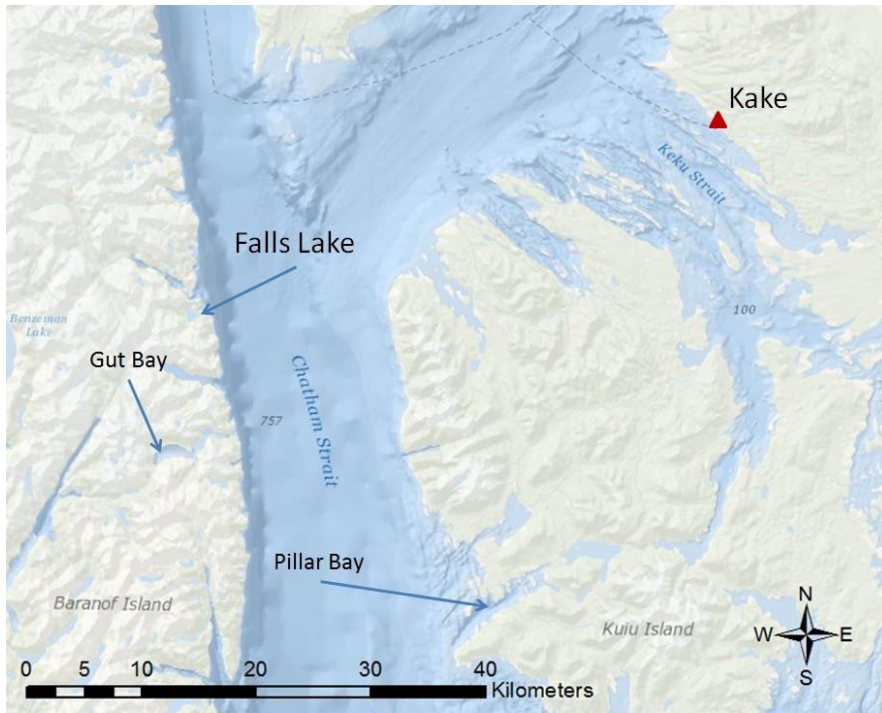 Kake
Keku Strait
Falls Lake
Benzeman
Lake
100
Gut Bay
Chatham Strait
757
Pillar Bay
Baranof Island
Kuiu Island
N
W
E
S
0 5 10 20 30 40
Kilometers